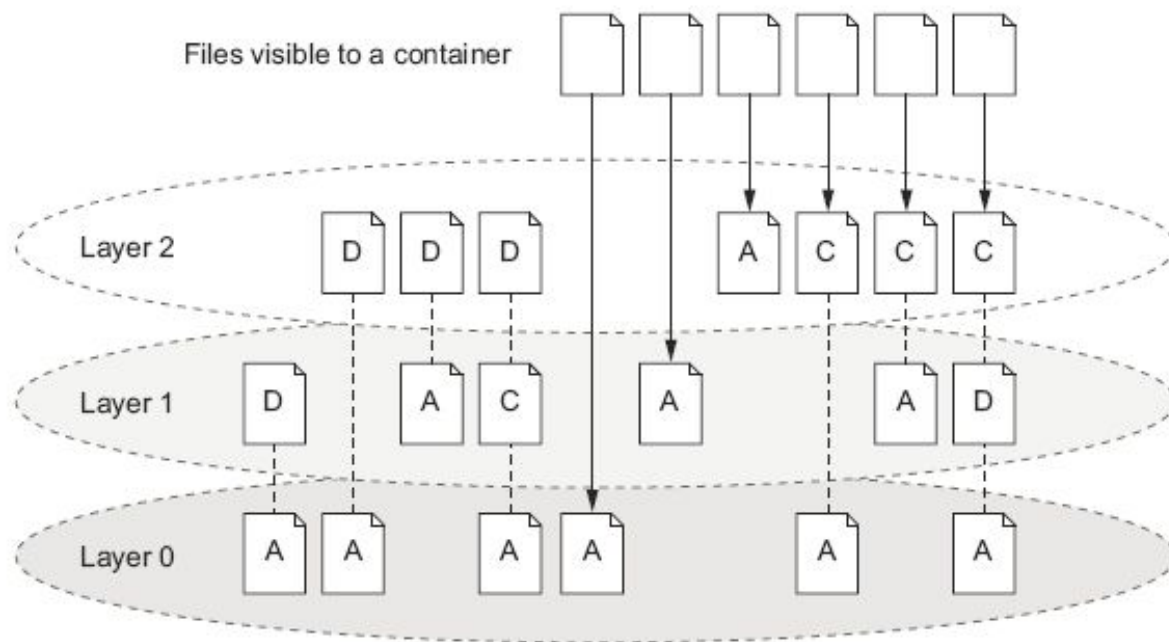 Files visible to a container
Layer 2 D D D A C C C
Layer 1 D A C A A D
Layer 0 A A A A A A